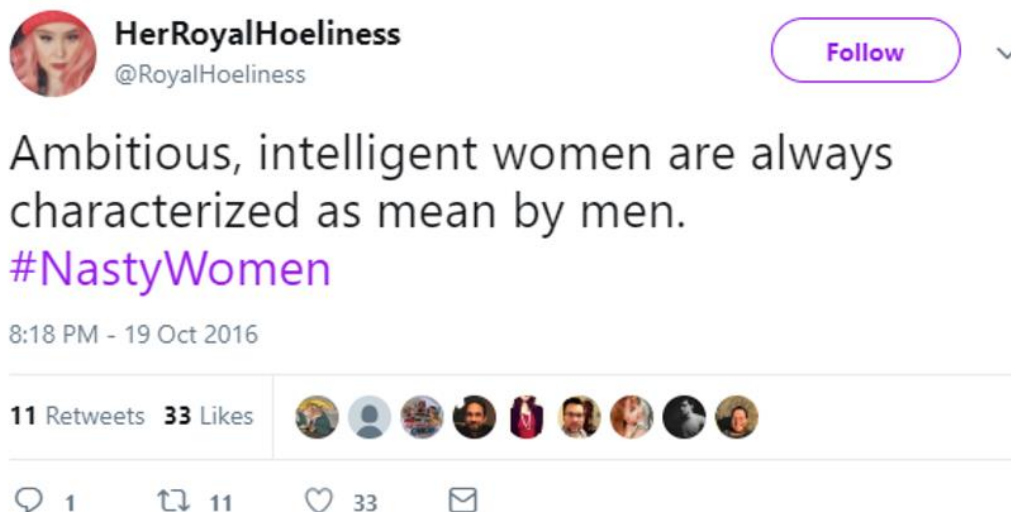 HerRoyalHoeliness
@RoyalHoeliness
Follow
Ambitious, intelligent women are always
characterized as mean by men.
#NastyWomen
8:18 PM - 19 Oct 2016
11 Retweets 33 Likes
1 11 33